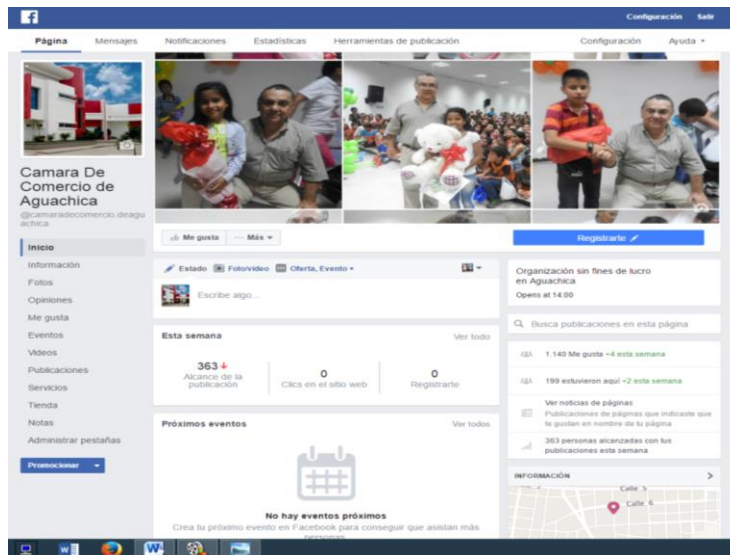 Configuración Salir
Página Mensajes Notificaciones Estadísticas Herramientas de publicación Configuración Ayuda
Camara De
Comercio de
Aguachica
@camaradecomercio.deagu
achica
Inicio
Información
Fotos
Opiniones
Me gusta
Eventos
Videos
Publicaciones
Servicios
Tienda
Notas
Administrar pestañas
Promocionar
Me gusta Más
Registrarte
Estado Foto/video Oferta, Evento
Escribe algo...
Esta semana Ver todo
363 0 0
Alcance de la
publicación
Clics en el sitio web
Registrarte
Próximos eventos Ver todos
No hay eventos próximos
Crea tu próximo evento en Facebook para conseguir que asistan más
personas
Organización sin fines de lucro
en Aguachica
Opens at 14:00
Busca publicaciones en esta página
1.140 Me gusta +4 esta semana
199 estuvieron aquí +2 esta semana
Ver noticias de páginas
Publicaciones de páginas que indicaste que
te gustan en nombre de tu página
363 personas alcanzadas con tus
publicaciones esta semana
INFORMACIÓN
Calle 5
Calle 6